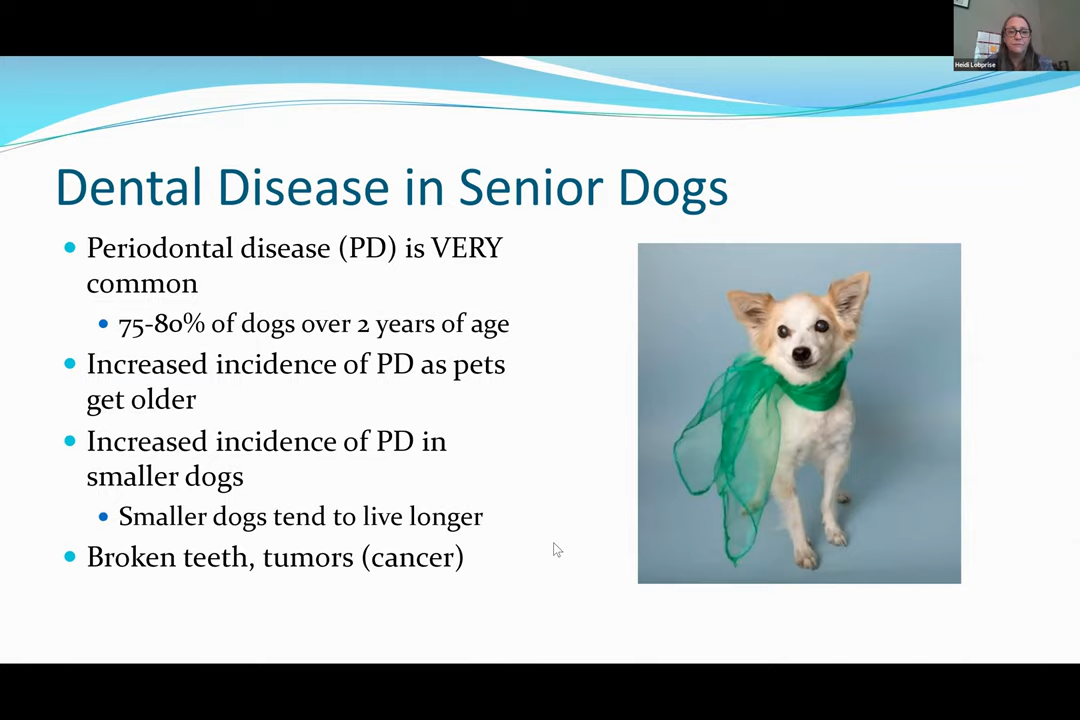 Heidi Lobprise
Dental Disease in Senior Dogs
• Periodontal disease (PD) is VERY
common
• 75-80% of dogs over 2 years of age
• Increased incidence of PD as pets
get older
• Increased incidence of PD in
smaller dogs
• Smaller dogs tend to live longer
• Broken teeth, tumors (cancer)